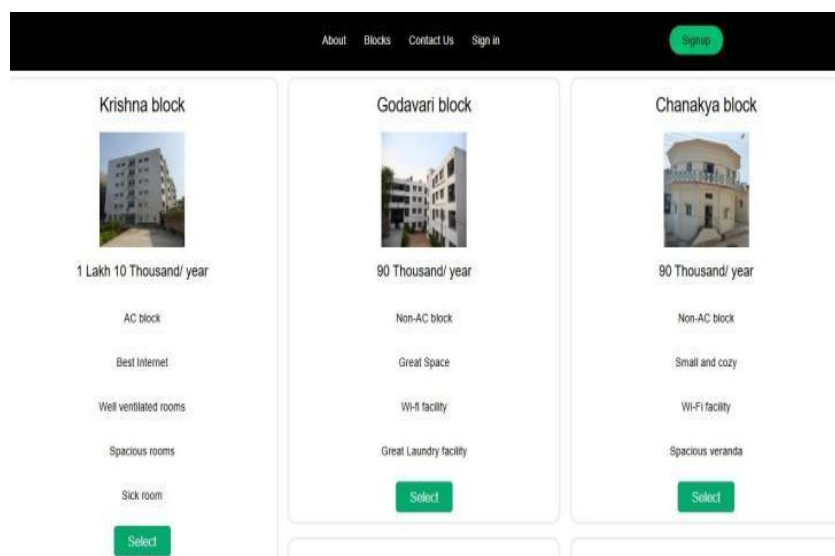 About Blocks Contact Us Sign in Signup
Krishna block
1 Lakh 10 Thousand/ year
AC block
Best Internet
Well ventilated rooms
Spacious rooms
Sick room
Select
Godavari block
90 Thousand/ year
Non-AC block
Great Space
Wi-fi facility
Great Laundry facility
Select
Chanakya block
90 Thousand/ year
Non-AC block
Small and cozy
Wi-Fi facility
Spacious veranda
Select